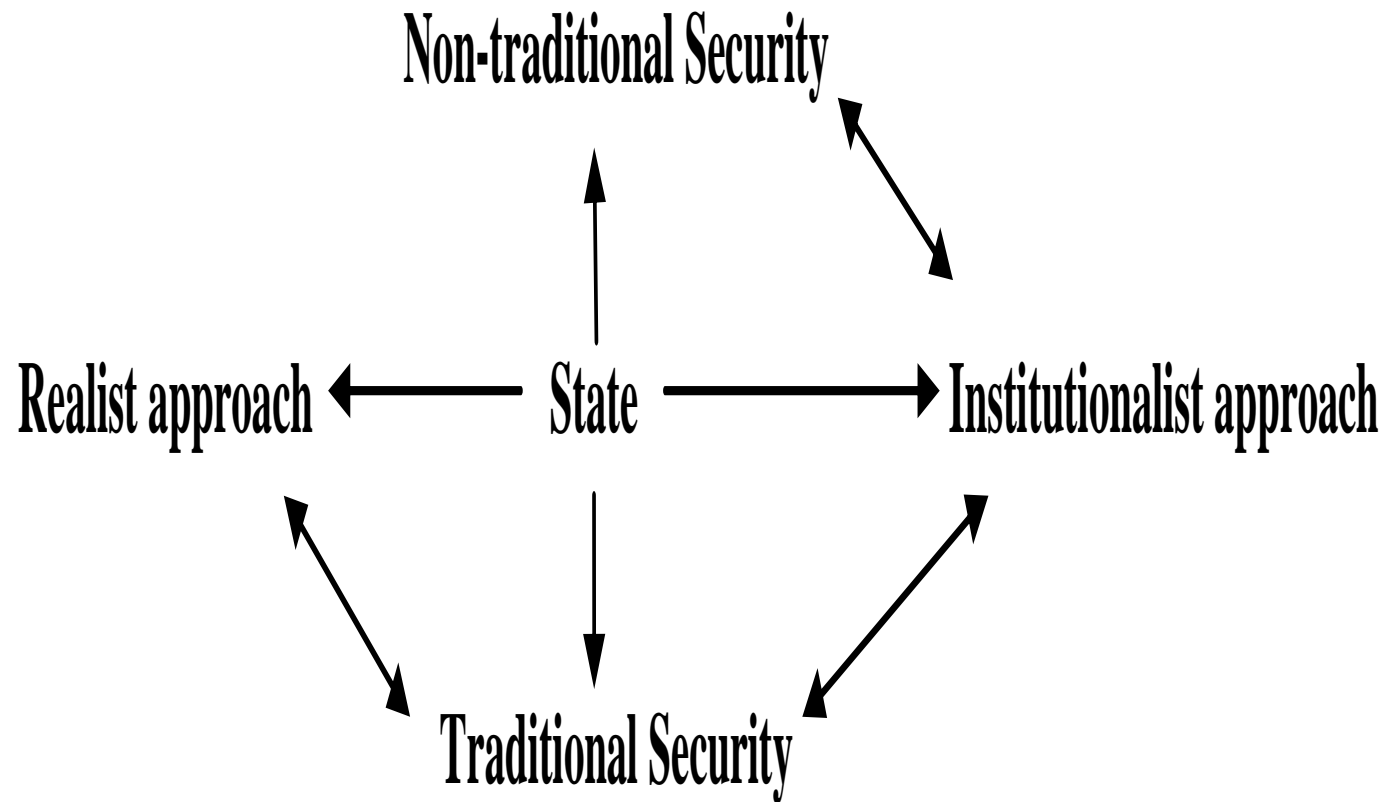 Non-traditional Security
Realist approach
State
Institutionalist approach
Traditional Security